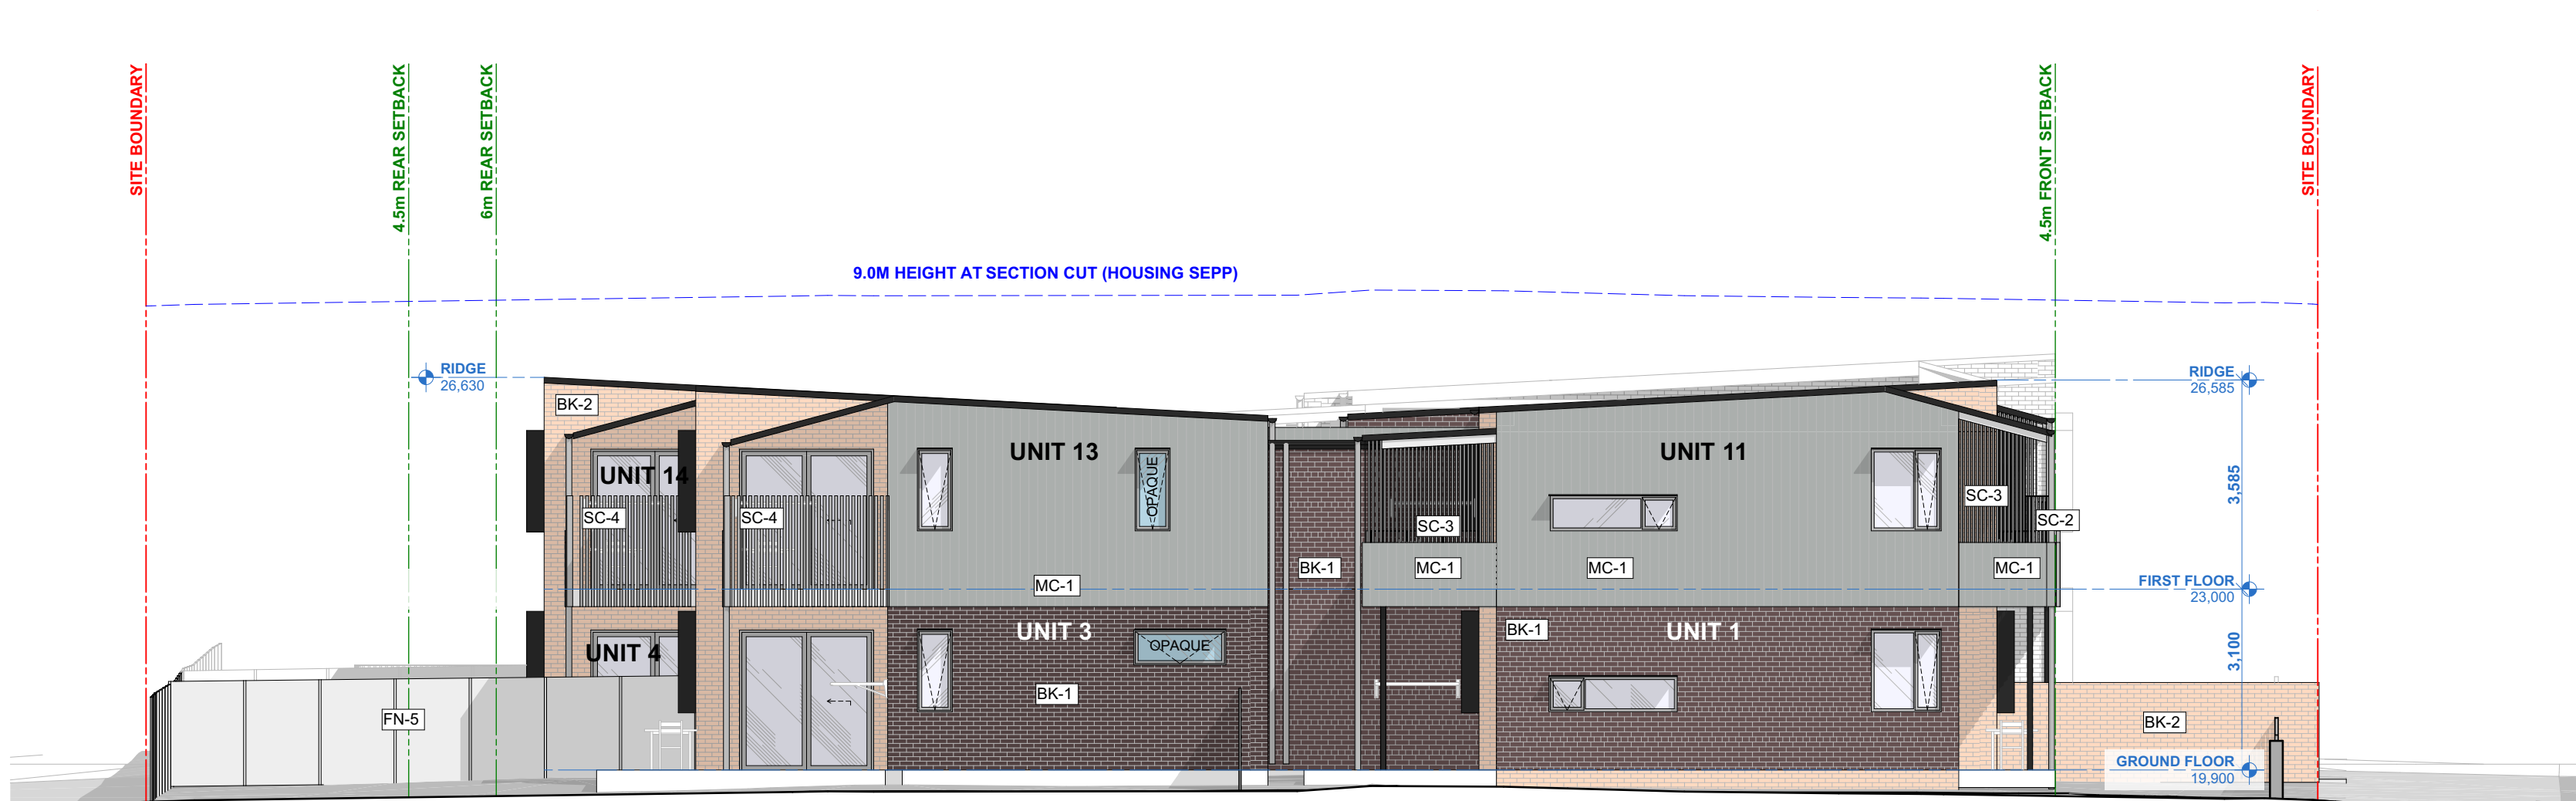 SITE BOUNDARY
4.5m REAR SETBACK
6m REAR SETBACK
4.5m FRONT SETBACK
SITE BOUNDARY
9.0M HEIGHT AT SECTION CUT (HOUSING SEPP)
RIDGE
26,630
RIDGE
26,585
BK-2
UNIT 14
SC-4
SC-4
UNIT 13
OPAQUE
MC-1
BK-1
SC-3
MC-1
UNIT 11
MC-1
SC-3
SC-2
MC-1
3,585
FIRST FLOOR
23,000
UNIT 4
UNIT 3
OPAQUE
BK-1
BK-1
UNIT 1
3,100
FN-5
BK-2
GROUND FLOOR
19,900